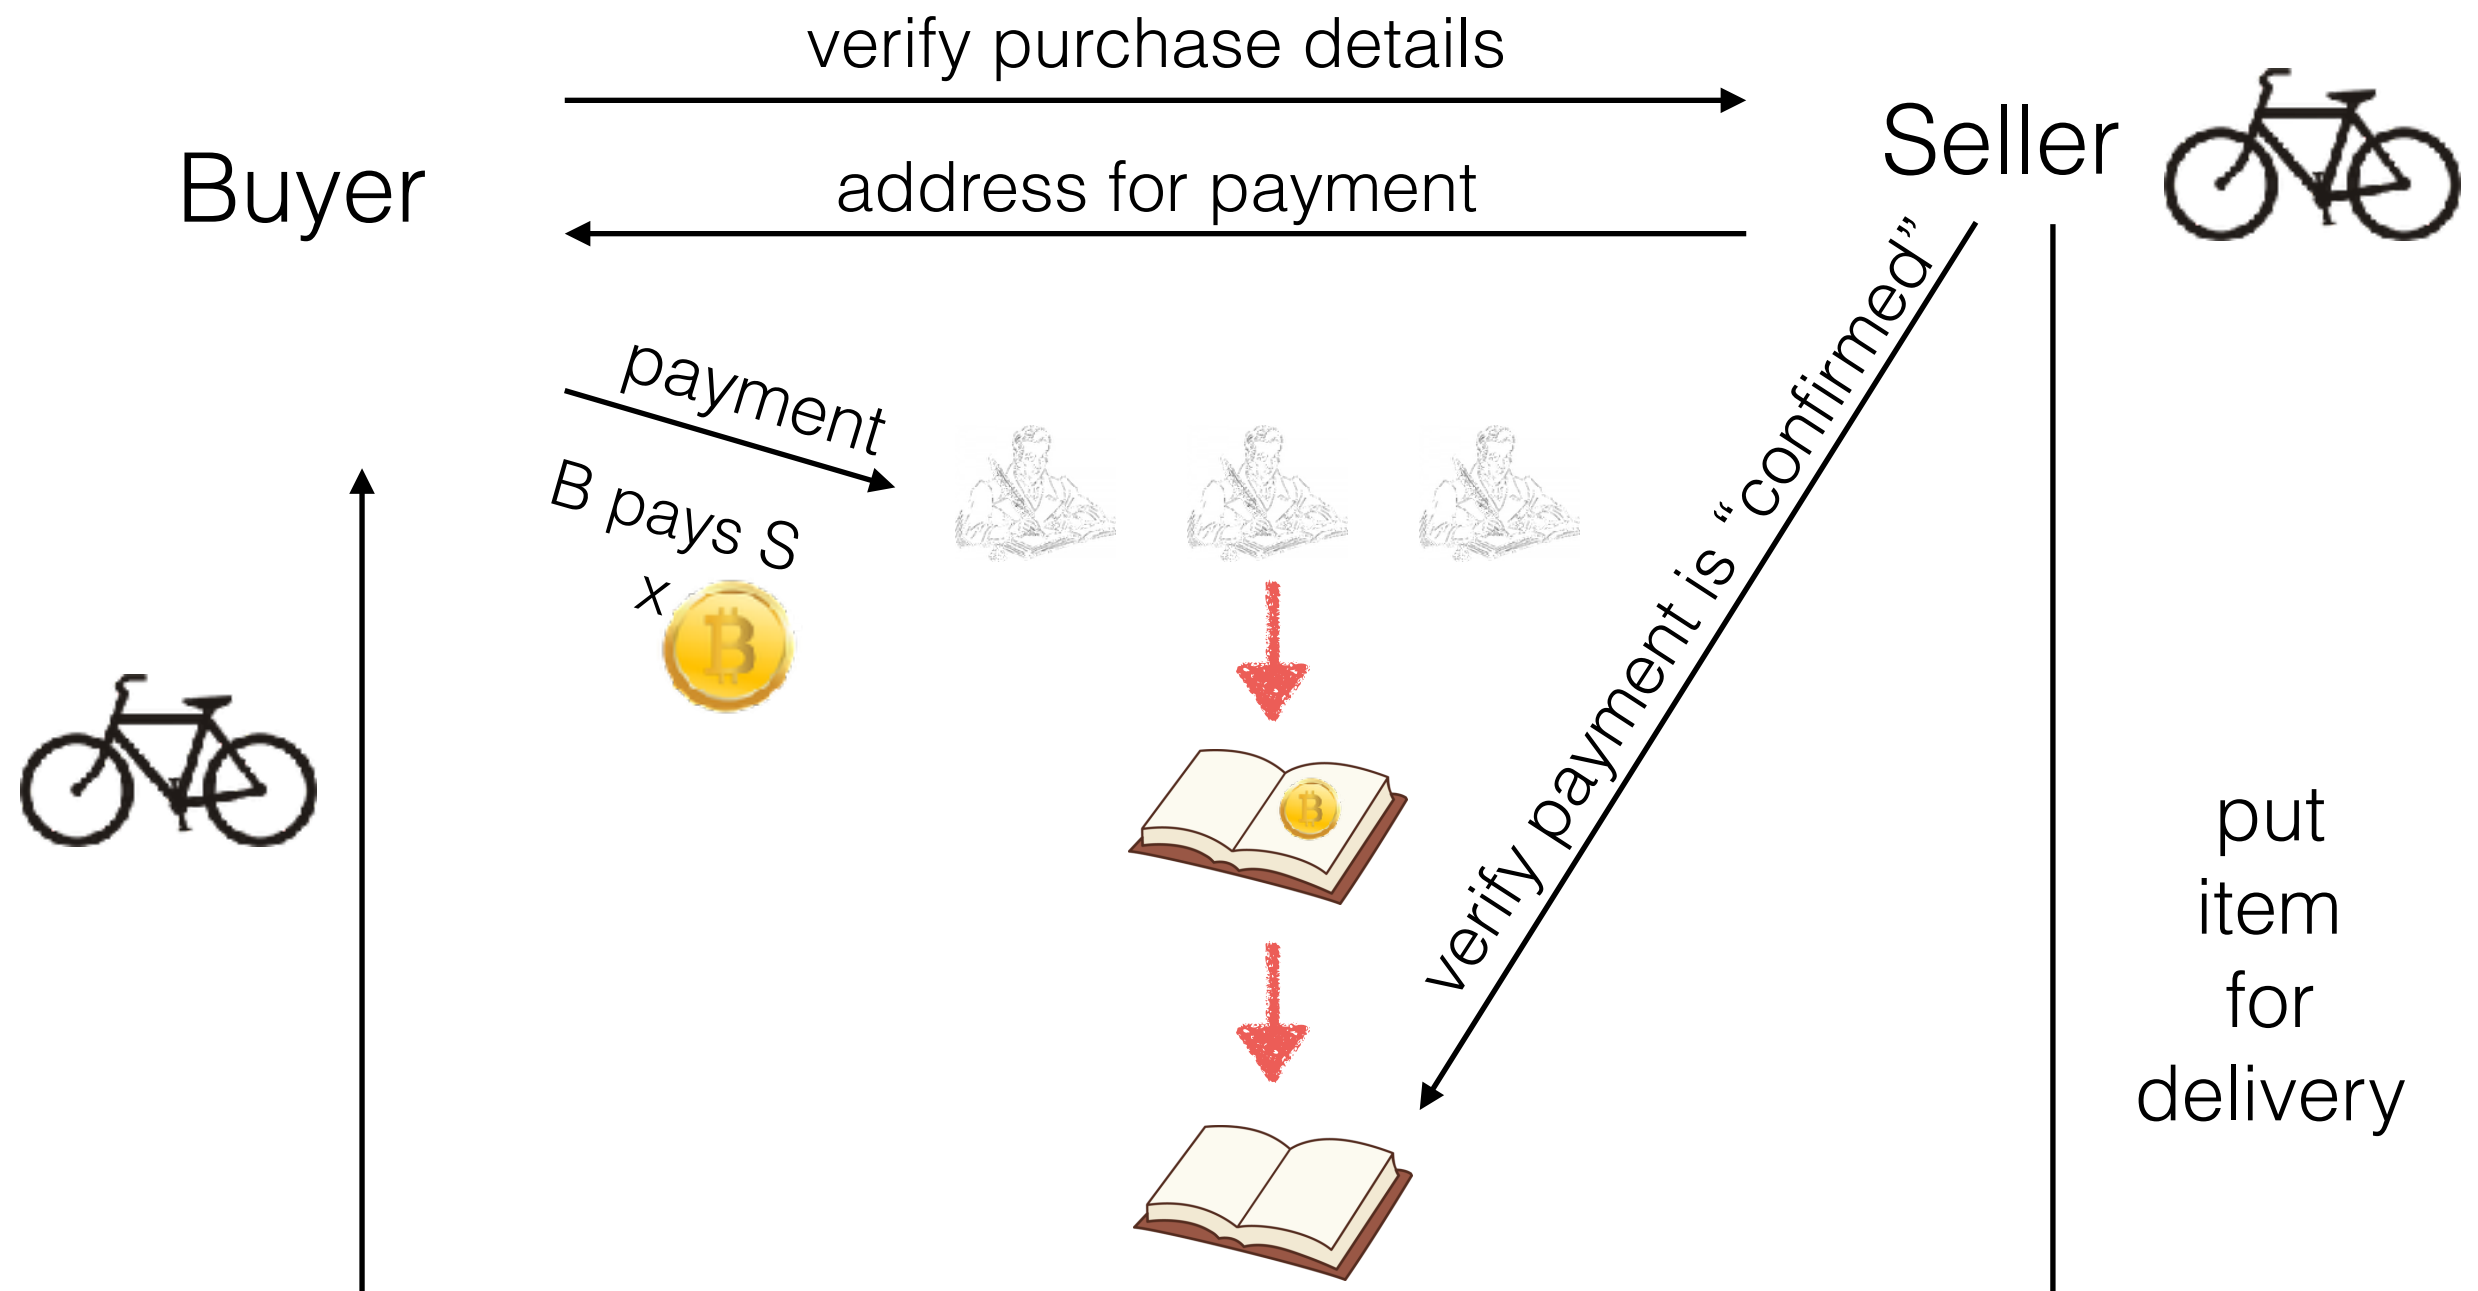 verify purchase details
Buyer
Seller
address for payment
payment
B pays S
x
B
verify payment is “confirmed”
B
put
item
for
delivery